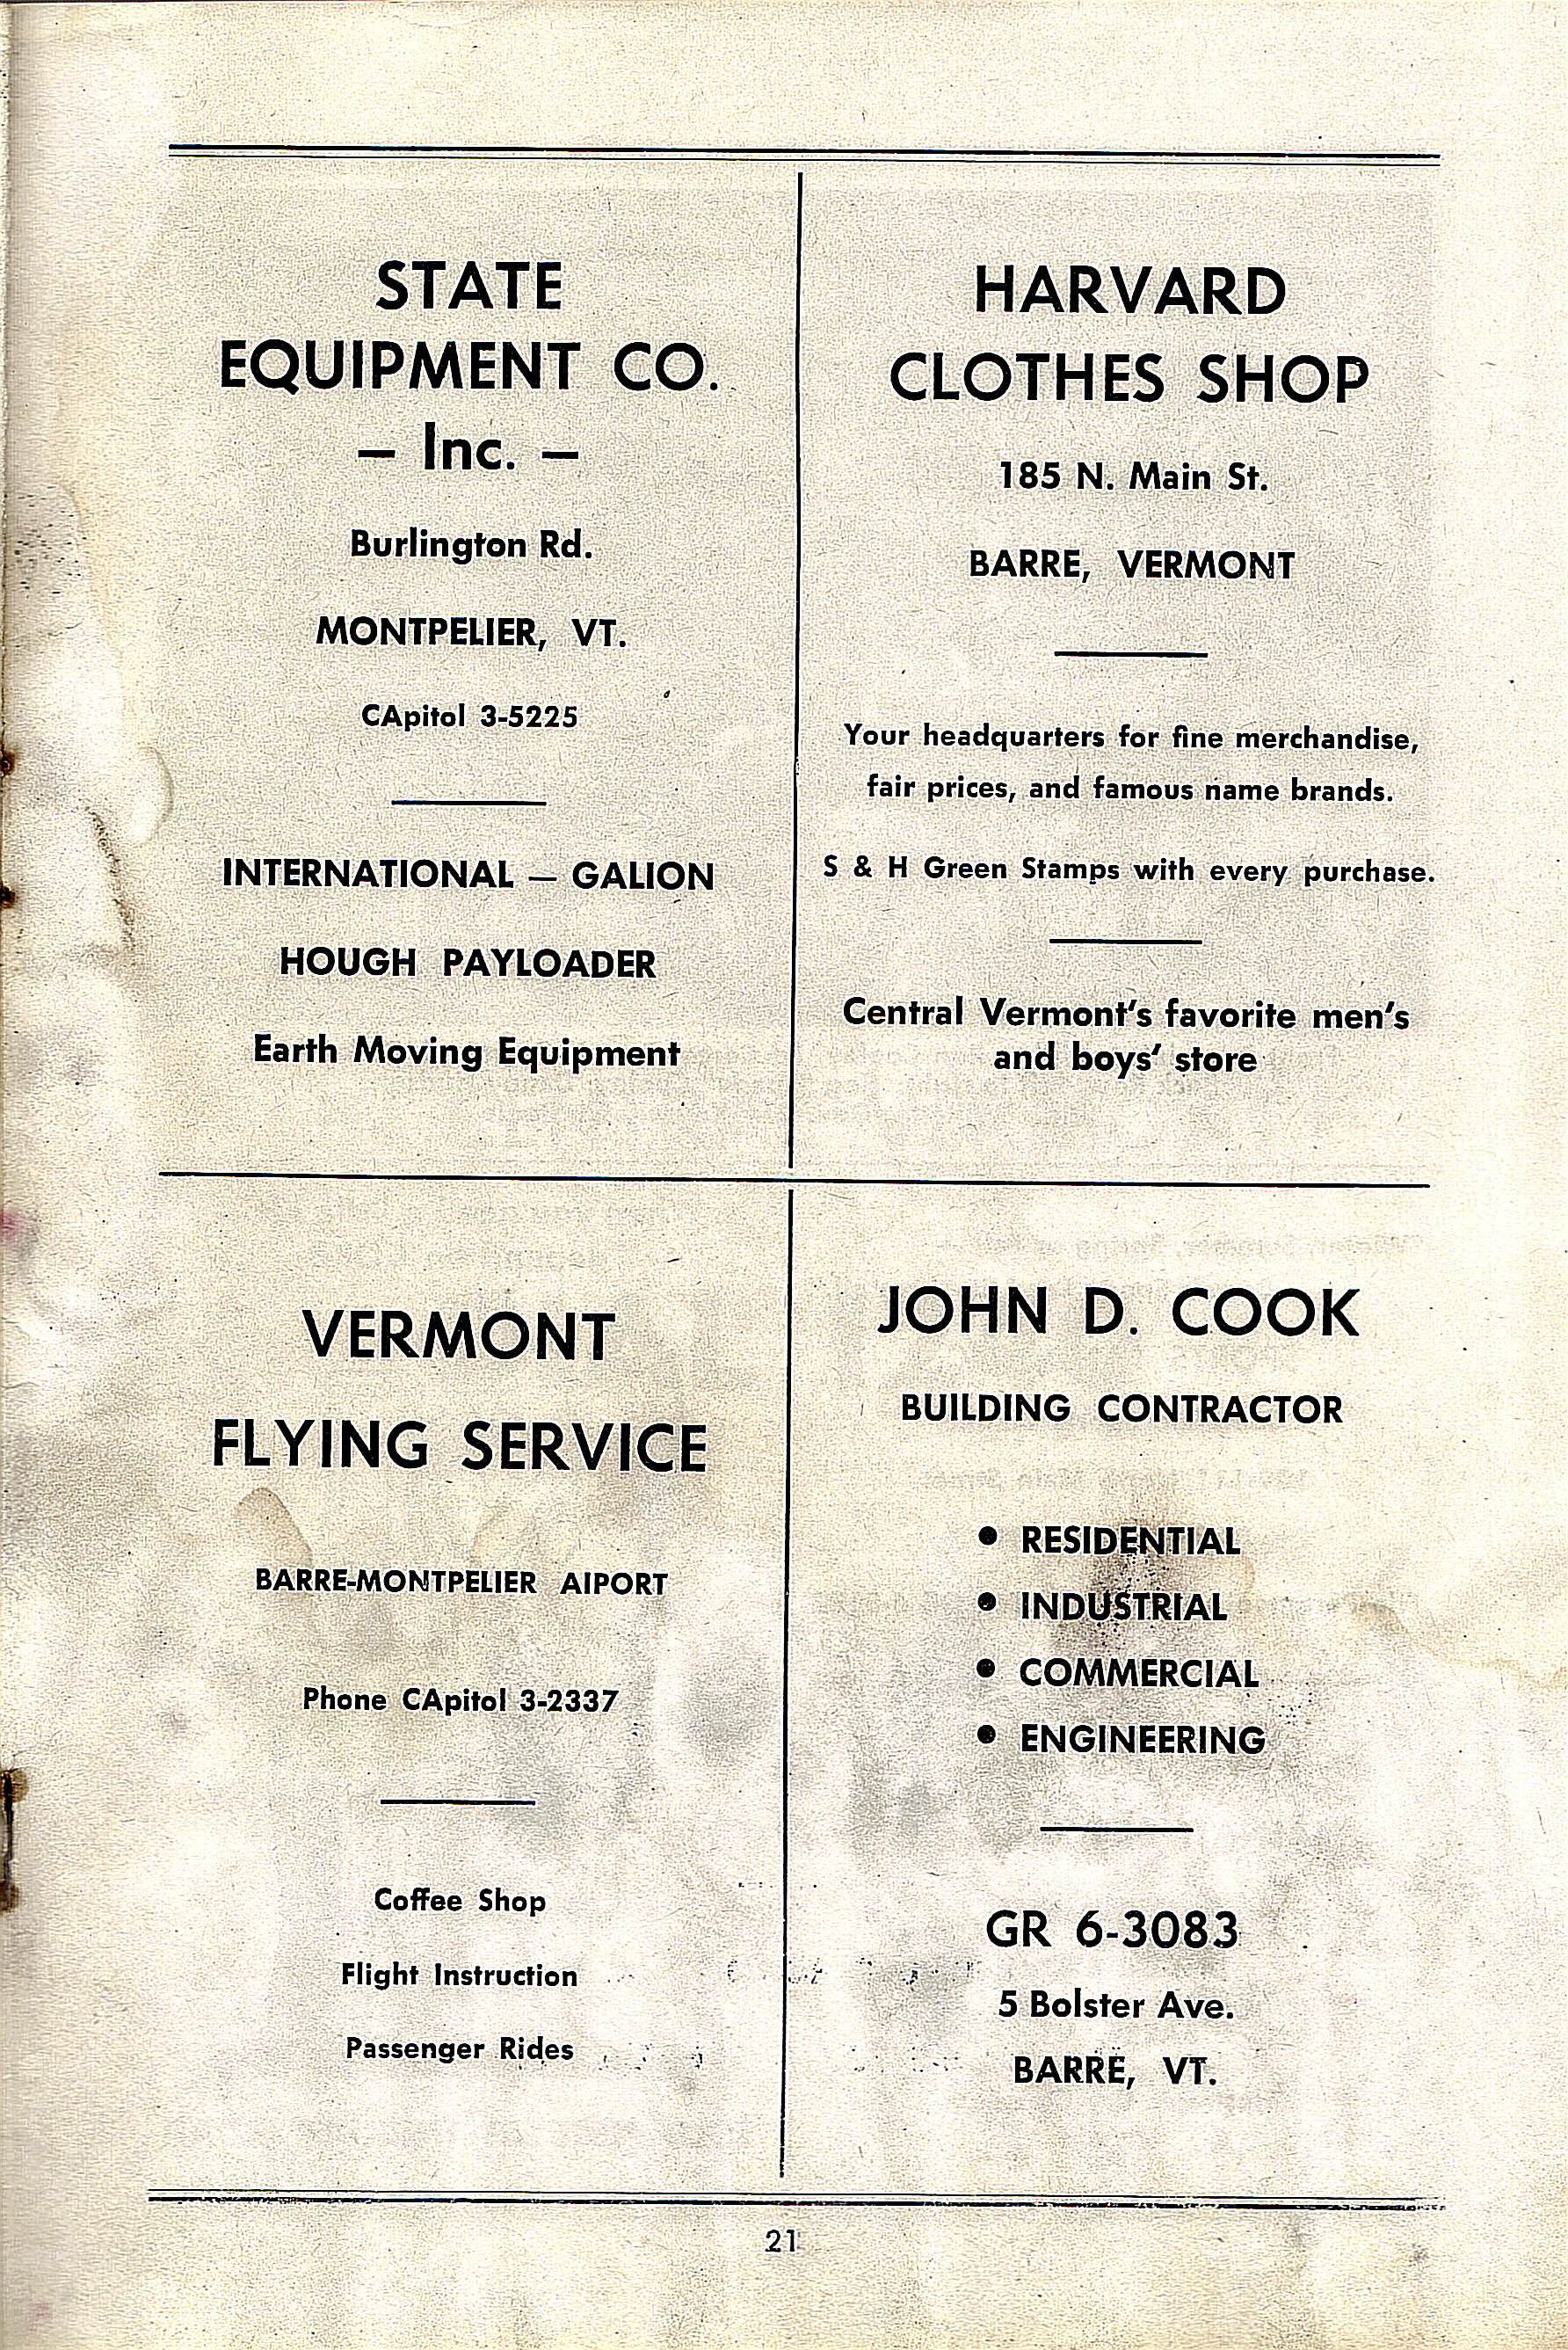 STATE
EQUIPMENT CO.
— Inc. —
Burlington Rd.
MONTPELIER, VT.
CApitol 3-5225
INTERNATIONAL — GALION
HOUGH PAYLOADER
Earth Moving Equipment
HARVARD
CLOTHES SHOP
185 N. Main St.
BARRE, VERMONT
Your headquarters for fine merchandise,
fair prices, and famous name brands.
S & H Green Stamps with every purchase.
Central Vermont's favorite men's
and boys' store
VERMONT
FLYING SERVICE
BARRE-MONTPELIER AIPORT
Phone CApitol 3-2337
Coffee Shop
Flight Instruction
Passenger Rides
JOHN D. COOK
BUILDING CONTRACTOR
• RESIDENTIAL
• INDUSTRIAL
• COMMERCIAL
• ENGINEERING
GR 6-3083
5 Bolster Ave.
BARRE, VT.
21